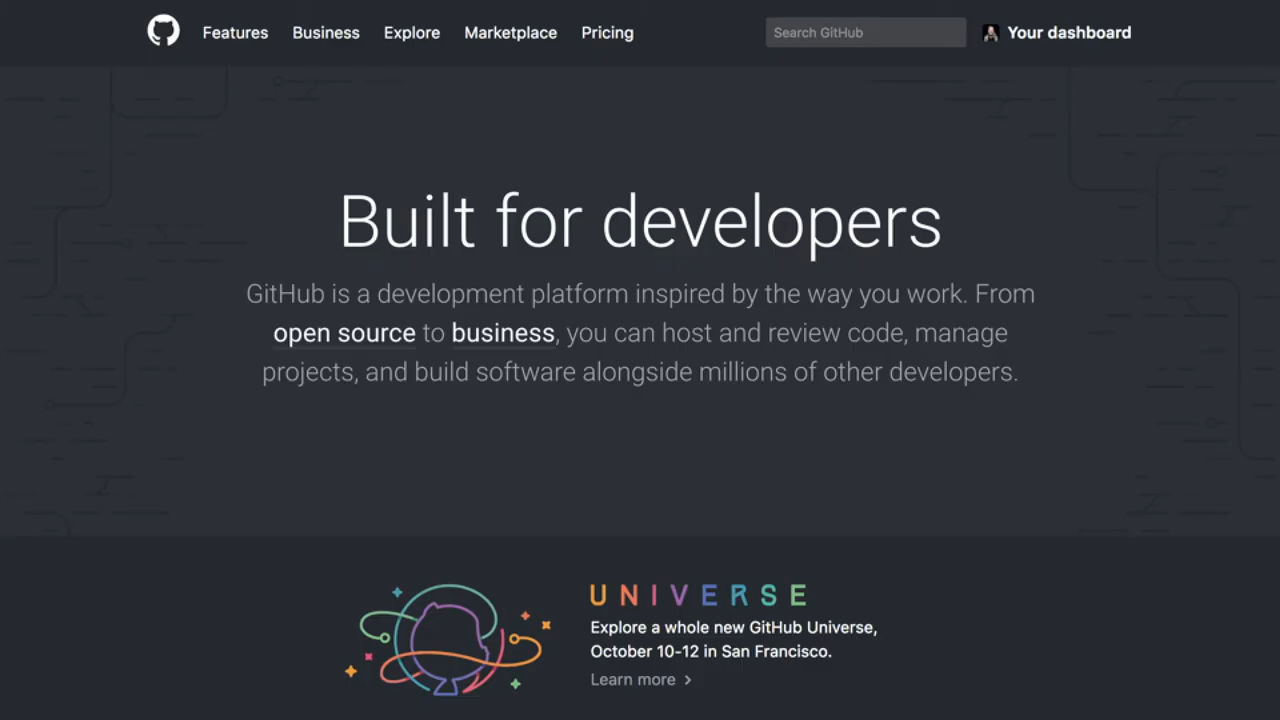 Features Business Explore Marketplace Pricing Search GitHub Your dashboard
Built for developers
GitHub is a development platform inspired by the way you work. From
open source to business, you can host and review code, manage
projects, and build software alongside millions of other developers.
UNIVERSE
Explore a whole new GitHub Universe,
October 10-12 in San Francisco.
Learn more >